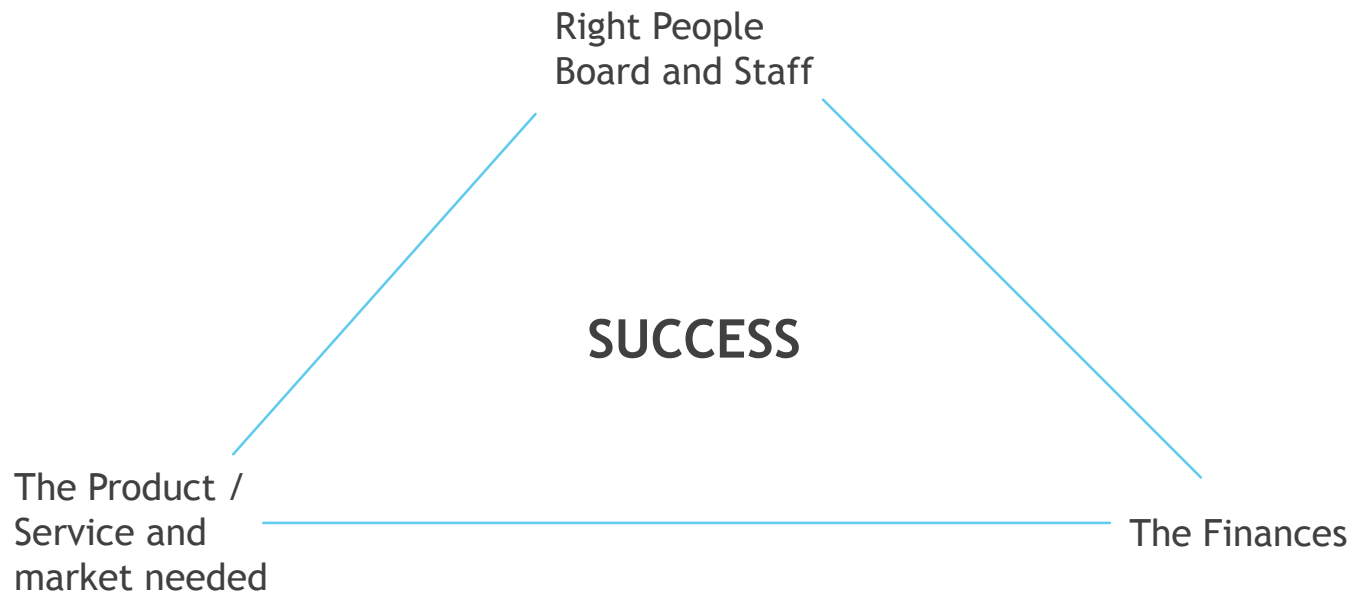 Right People
Board and Staff
SUCCESS
The Product /
Service and
market needed
The Finances